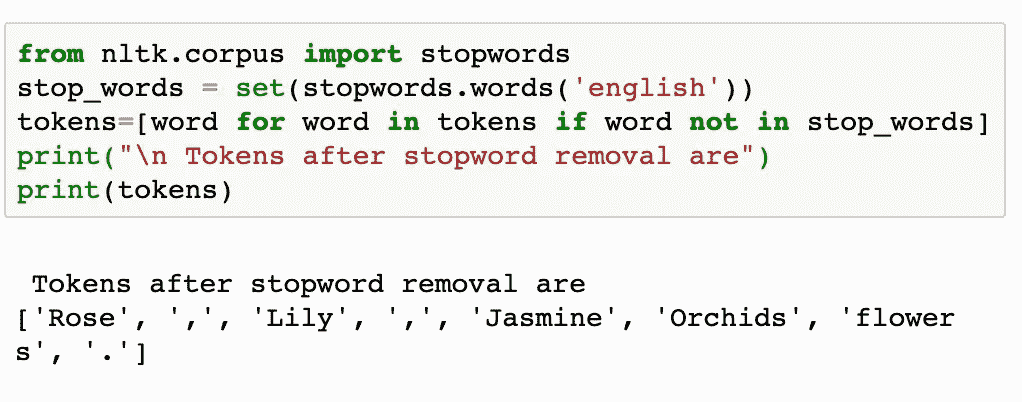 from nltk.corpus import stopwords
stop_words = set(stopwords.words('english'))
tokens=[word for word in tokens if word not in stop_words]
print("\n Tokens after stopword removal are")
print(tokens)
Tokens after stopword removal are
['Rose', ',', 'Lily', ',', 'Jasmine', 'Orchids', 'flower
s', '.']